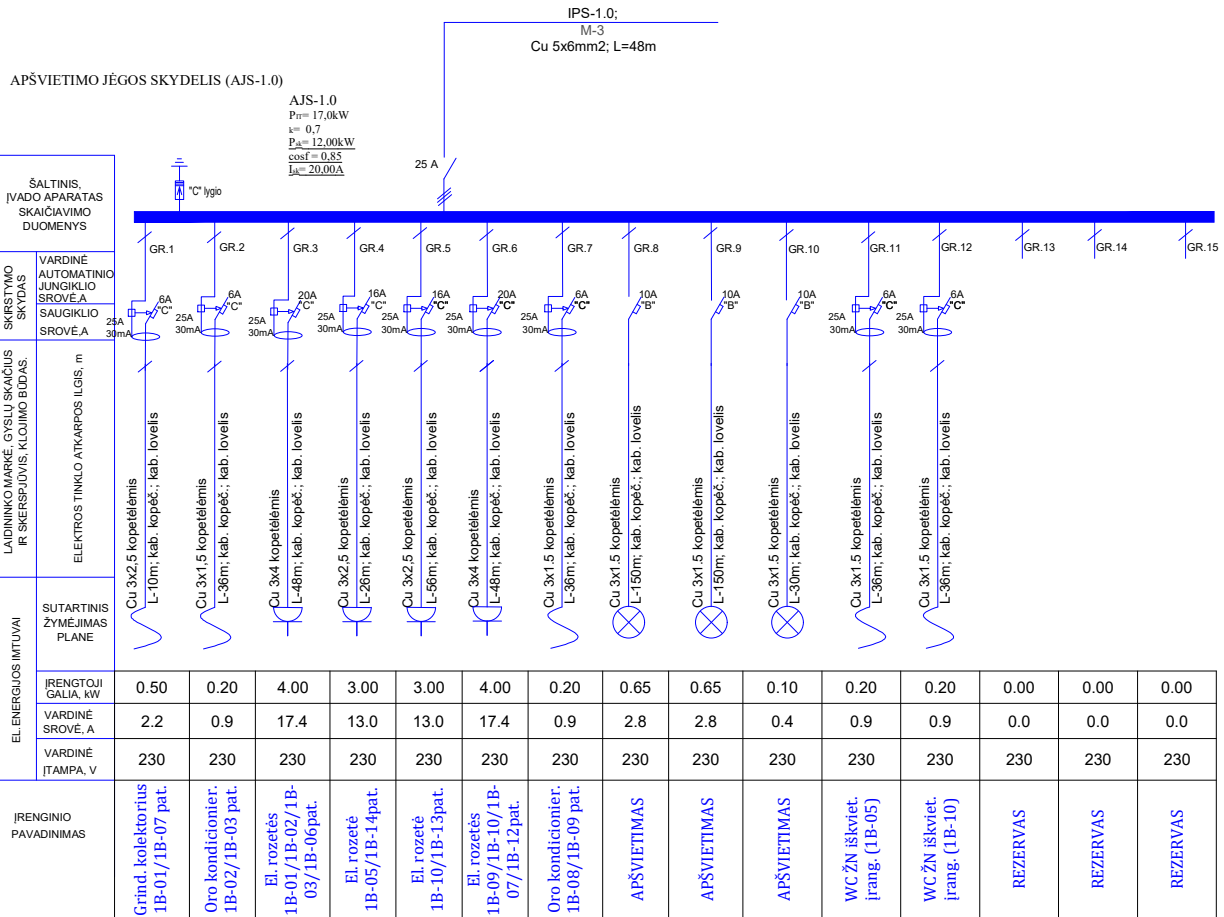 IPS-1.0;
M-3
Cu 5x6mm2; L=48m
APŠVIETIMO JĖGOS SKYDELIS (AJS-1.0)
AJS-1.0
Pįr= 17,0kW
k= 0,7
Psk= 12,00kW
cosf = 0,85
Isk= 20,00A
25 A
"C" lygio
ŠALTINIS,
ĮVADO APARATAS
SKAIČIAVIMO
DUOMENYS
GR.1 GR.2 GR.3 GR.4 GR.5 GR.6 GR.7 GR.8 GR.9 GR.10 GR.11 GR.12 GR.13 GR.14 GR.15
SKIRSTYMO
SKYDAS
VARDINĖ
AUTOMATINIO
JUNGIKLIO
SROVĖ,A
SAUGIKLIO
SROVĖ,A
6A 6A 20A 16A 16A 20A 6A 10A 10A 10A 6A 6A
"C" "C" "C" "C" "C" "C" "C" "B" "B" "B" "C" "C"
25A 25A 25A 25A 25A 25A 25A 25A 25A
30mA 30mA 30mA 30mA 30mA 30mA 30mA 30mA 30mA
LAIDININKO MARKĖ, GYSLŲ SKAIČIUS
IR SKERSPJŪVIS, KLOJIMO BŪDAS.
ELEKTROS TINKLO ATKARPOS ILGIS, m
Cu 3x2,5 kopetėlėmis
L-10m; kab. kopėč.; kab. lovelis
Cu 3x1,5 kopetėlėmis
L-36m; kab. kopėč.; kab. lovelis
Cu 3x4 kopetėlėmis
L-48m; kab. kopėč.; kab. lovelis
Cu 3x2,5 kopetėlėmis
L-26m; kab. kopėč.; kab. lovelis
Cu 3x2,5 kopetėlėmis
L-56m; kab. kopėč.; kab. lovelis
Cu 3x4 kopetėlėmis
L-48m; kab. kopėč.; kab. lovelis
Cu 3x1.5 kopetėlėmis
L-36m; kab. kopėč.; kab. lovelis
Cu 3x1.5 kopetėlėmis
L-150m; kab. kopėč.; kab. lovelis
Cu 3x1.5 kopetėlėmis
L-150m; kab. kopėč.; kab. lovelis
Cu 3x1.5 kopetėlėmis
L-30m; kab. kopėč.; kab. lovelis
Cu 3x1.5 kopetėlėmis
L-36m; kab. kopėč.; kab. lovelis
Cu 3x1.5 kopetėlėmis
L-36m; kab. kopėč.; kab. lovelis
EL.ENERGIJOS IMTUVAI
SUTARTINIS
ŽYMĖJIMAS
PLANE
ĮRENGTOJI
GALIA, kW
0.50 0.20 4.00 3.00 3.00 4.00 0.20 0.65 0.65 0.10 0.20 0.20 0.00 0.00 0.00
VARDINĖ
SROVĖ, A
2.2 0.9 17.4 13.0 13.0 17.4 0.9 2.8 2.8 0.4 0.9 0.9 0.0 0.0 0.0
VARDINĖ
ĮTAMPA, V
230 230 230 230 230 230 230 230 230 230 230 230 230 230 230
ĮRENGINIO
PAVADINIMAS
Grind. kolektorius
1B-01/1B-07 pat.
Oro kondicionier.
1B-02/1B-03 pat.
El. rozetės
1B-01/1B-02/1B-
03/1B-06pat.
El. rozetė
1B-05/1B-14pat.
El. rozetė
1B-10/1B-13pat.
El. rozetės
1B-09/1B-10/1B-
07/1B-12pat.
Oro kondicionier.
1B-08/1B-09 pat.
APŠVIETIMAS
APŠVIETIMAS
APŠVIETIMAS
WC ŽN iškviet.
įrang. (1B-05)
WC ŽN iškviet.
įrang. (1B-10)
REZERVAS
REZERVAS
REZERVAS